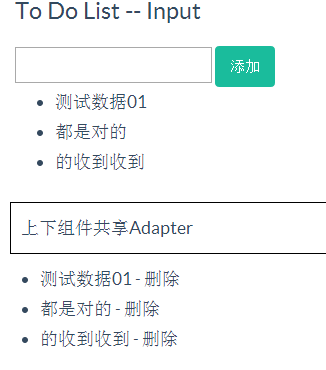 To Do List -- Input
添加
测试数据01
都是对的
的收到收到
上下组件共享Adapter
测试数据01 - 删除
都是对的 - 删除
的收到收到 - 删除